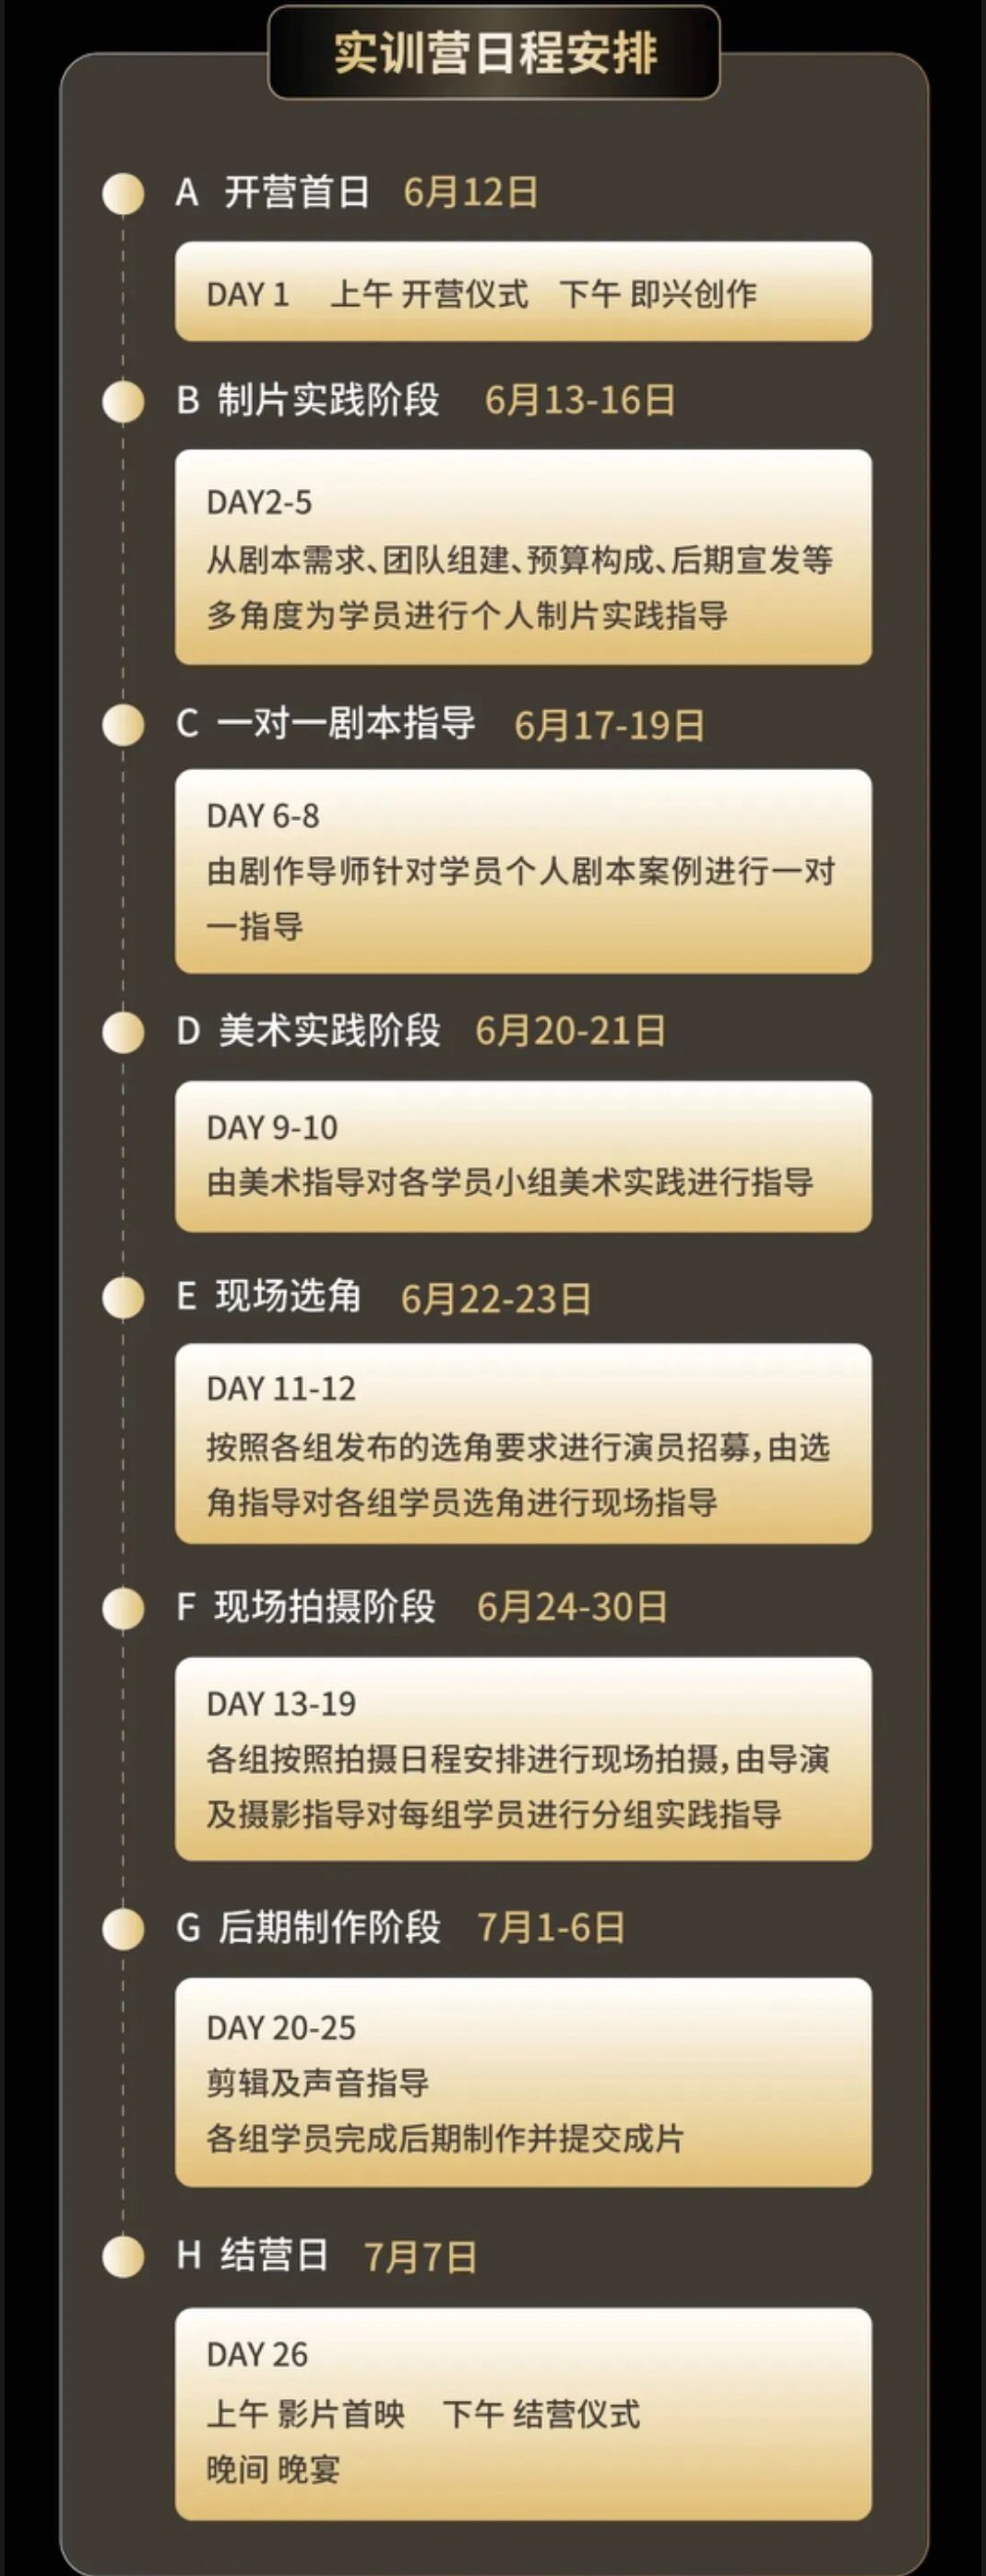 实训营日程安排
A 开营首日 6月12日
DAY 1 上午 开营仪式 下午 即兴创作
B 制片实践阶段 6月13-16日
DAY2-5
从剧本需求、团队组建、预算构成、后期宣发等
多角度为学员进行个人制片实践指导
C 一对一剧本指导 6月17-19日
DAY 6-8
由剧作导师针对学员个人剧本案例进行一对
一指导
D 美术实践阶段 6月20-21日
DAY 9-10
由美术指导对各学员小组美术实践进行指导
E 现场选角 6月22-23日
DAY 11-12
按照各组发布的选角要求进行演员招募，由选
角指导对各组学员选角进行现场指导
F 现场拍摄阶段 6月24-30日
DAY 13-19
各组按照拍摄日程安排进行现场拍摄，由导演
及摄影指导对每组学员进行分组实践指导
G 后期制作阶段 7月1-6日
DAY 20-25
剪辑及声音指导
各组学员完成后期制作并提交成片
H 结营日 7月7日
DAY 26
上午 影片首映 下午 结营仪式
晚间 晚宴